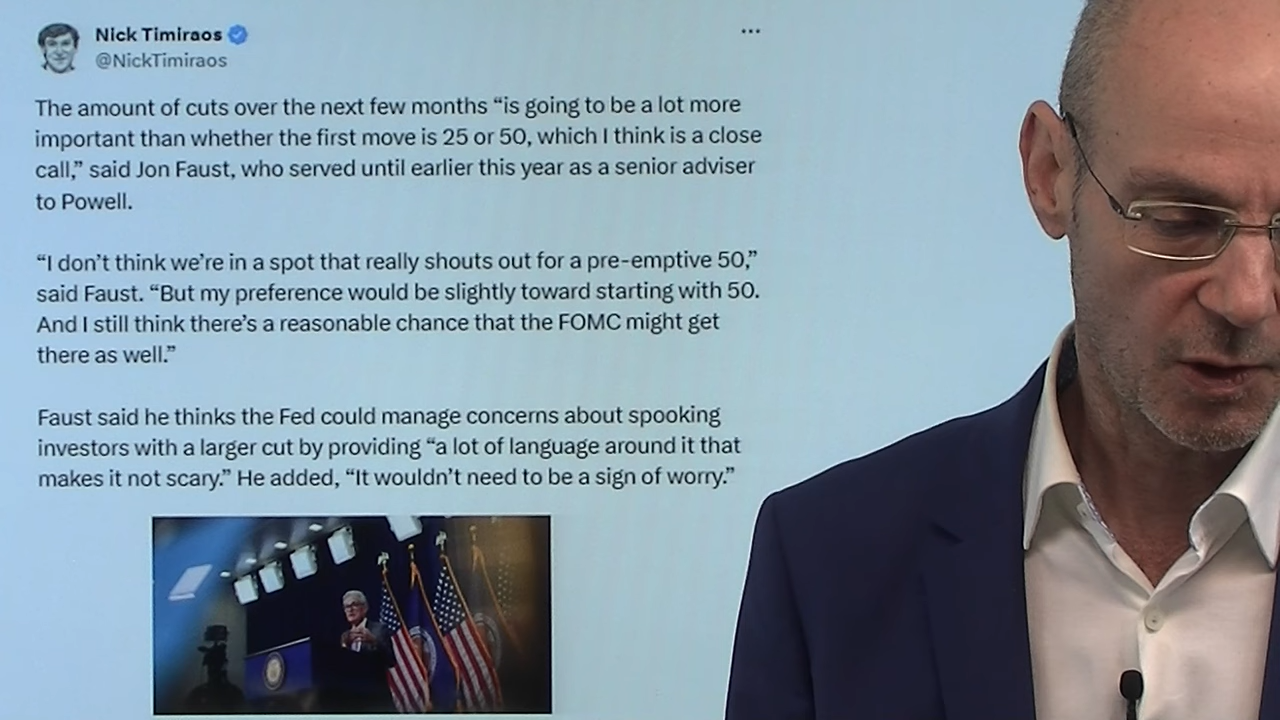 Nick Timiraos
@NickTimiraos
The amount of cuts over the next few months “is going to be a lot more
important than whether the first move is 25 or 50, which I think is a close
call,” said Jon Faust, who served until earlier this year as a senior adviser
to Powell.
“I don’t think we’re in a spot that really shouts out for a pre-emptive 50,”
said Faust. “But my preference would be slightly toward starting with 50.
And I still think there’s a reasonable chance that the FOMC might get
there as well.”
Faust said he thinks the Fed could manage concerns about spooking
investors with a larger cut by providing “a lot of language around it that
makes it not scary.” He added, “It wouldn’t need to be a sign of worry.”